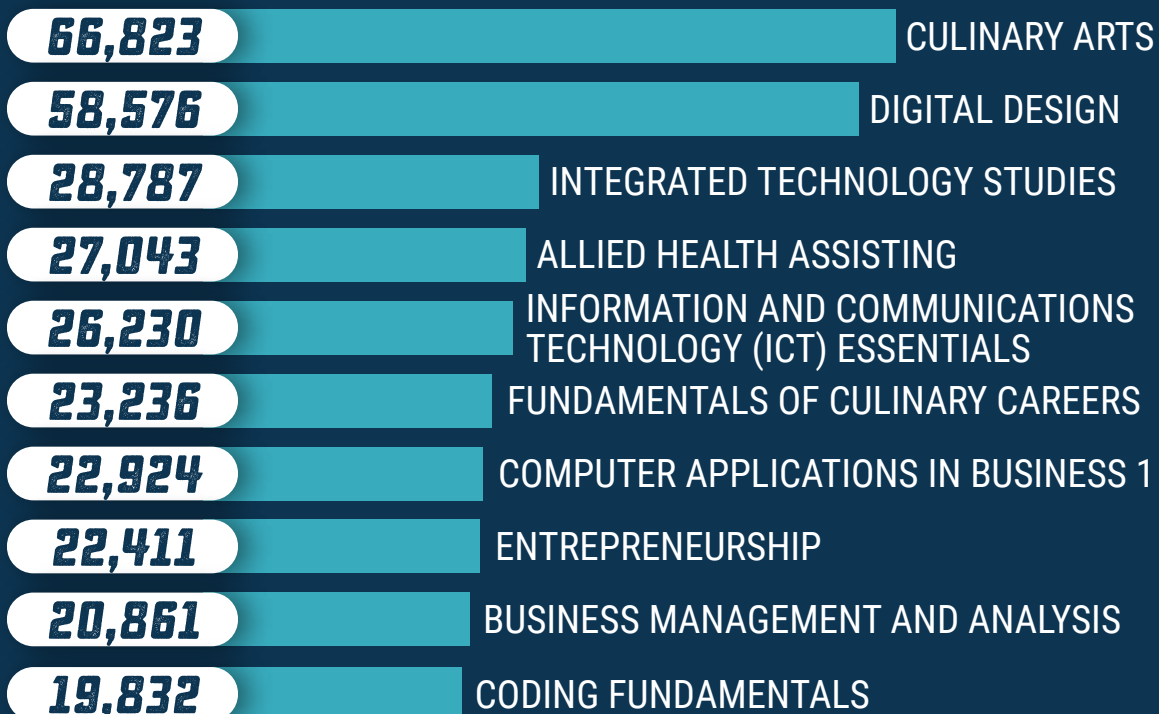 66,823 CULINARY ARTS
58,576 DIGITAL DESIGN
28,787 INTEGRATED TECHNOLOGY STUDIES
27,043 ALLIED HEALTH ASSISTING
26,230 INFORMATION AND COMMUNICATIONS
TECHNOLOGY (ICT) ESSENTIALS
23,236 FUNDAMENTALS OF CULINARY CAREERS
22,924 COMPUTER APPLICATIONS IN BUSINESS 1
22,411 ENTREPRENEURSHIP
20,861 BUSINESS MANAGEMENT AND ANALYSIS
19,832 CODING FUNDAMENTALS